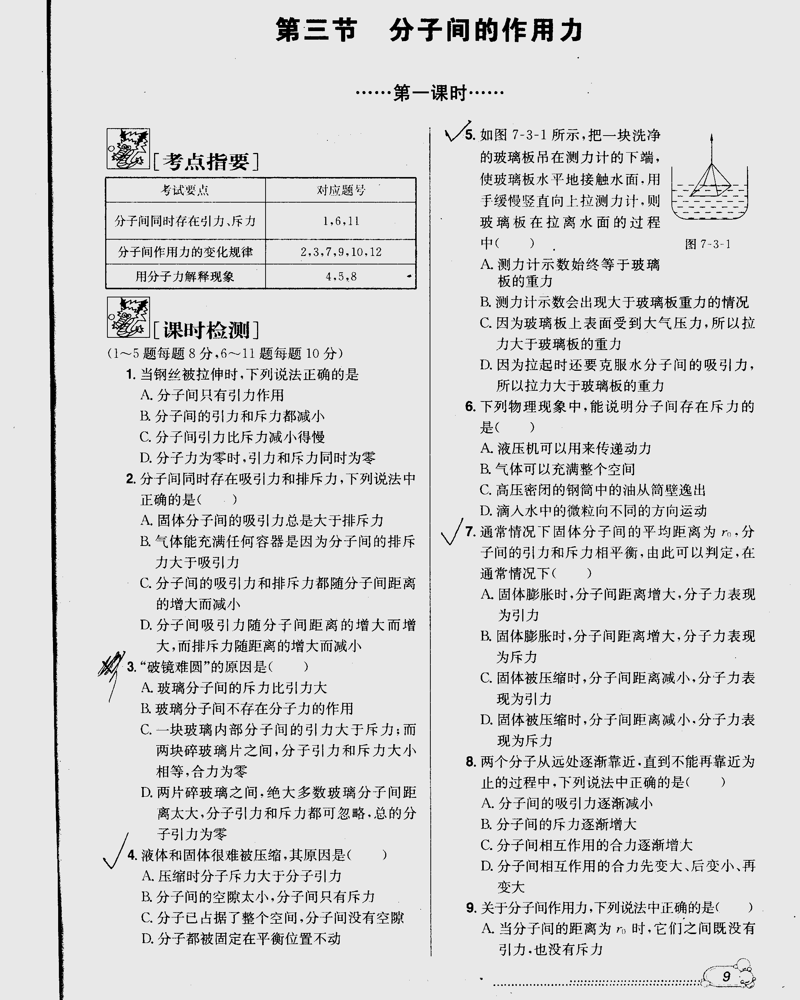 第三节 分子间的作用力
……第一课时……
[考点指要]
考试要点 对应题号
分子间同时存在引力、斥力 1,6,11
分子间作用力的变化规律 2,3,7,9,10,12
用分子力解释现象 4,5,8
[课时检测]
(1～5题每题8分,6～11题每题10分)
1. 当钢丝被拉伸时,下列说法正确的是
A. 分子间只有引力作用
B. 分子间的引力和斥力都减小
C. 分子间引力比斥力减小得慢
D. 分子力为零时,引力和斥力同时为零
2. 分子间同时存在吸引力和排斥力,下列说法中
正确的是( )
A. 固体分子间的吸引力总是大于排斥力
B. 气体能充满任何容器是因为分子间的排斥
力大于吸引力
C. 分子间的吸引力和排斥力都随分子间距离
的增大而减小
D. 分子间吸引力随分子间距离的增大而增
大,而排斥力随距离的增大而减小
3. “破镜难圆”的原因是( )
A. 玻璃分子间的斥力比引力大
B. 玻璃分子间不存在分子力的作用
C. 一块玻璃内部分子间的引力大于斥力;而
两块碎玻璃片之间,分子引力和斥力大小
相等,合力为零
D. 两片碎玻璃之间,绝大多数玻璃分子间距
离太大,分子引力和斥力都可忽略,总的分
子引力为零
4. 液体和固体很难被压缩,其原因是( )
A. 压缩时分子斥力大于分子引力
B. 分子间的空隙太小,分子间只有斥力
C. 分子已占据了整个空间,分子间没有空隙
D. 分子都被固定在平衡位置不动
5. 如图 7-3-1 所示,把一块洗净
的玻璃板吊在测力计的下端,
使玻璃板水平地接触水面,用
手缓慢竖直向上拉测力计,则
玻璃板在拉离水面的过程
中( )
图 7-3-1
A. 测力计示数始终等于玻璃
板的重力
B. 测力计示数会出现大于玻璃板重力的情况
C. 因为玻璃板上表面受到大气压力,所以拉
力大于玻璃板的重力
D. 因为拉起时还要克服水分子间的吸引力,
所以拉力大于玻璃板的重力
6. 下列物理现象中,能说明分子间存在斥力的
是( )
A. 液压机可以用来传递动力
B. 气体可以充满整个空间
C. 高压密闭的钢筒中的油从筒壁逸出
D. 滴入水中的微粒向不同的方向运动
7. 通常情况下固体分子间的平均距离为 r₀,分
子间的引力和斥力相平衡,由此可以判定,在
通常情况下( )
A. 固体膨胀时,分子间距离增大,分子力表现
为引力
B. 固体膨胀时,分子间距离增大,分子力表现
为斥力
C. 固体被压缩时,分子间距离减小,分子力表
现为引力
D. 固体被压缩时,分子间距离减小,分子力表
现为斥力
8. 两个分子从远处逐渐靠近,直到不能再靠近为
止的过程中,下列说法中正确的是( )
A. 分子间的吸引力逐渐减小
B. 分子间的斥力逐渐增大
C. 分子间相互作用的合力逐渐增大
D. 分子间相互作用的合力先变大、后变小、再
变大
9. 关于分子间作用力,下列说法中正确的是( )
A. 当分子间的距离为 r₀ 时,它们之间既没有
引力,也没有斥力
9